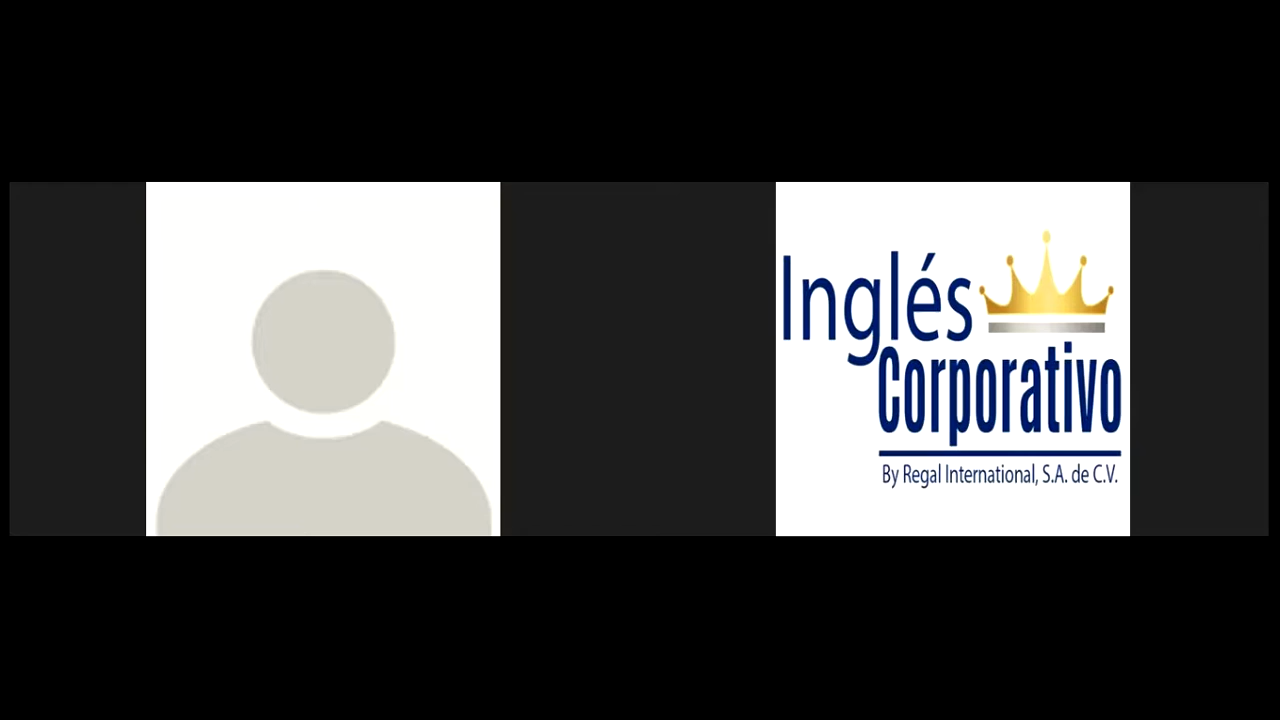 Inglés
Corporativo
By Regal International, S.A. de C.V.